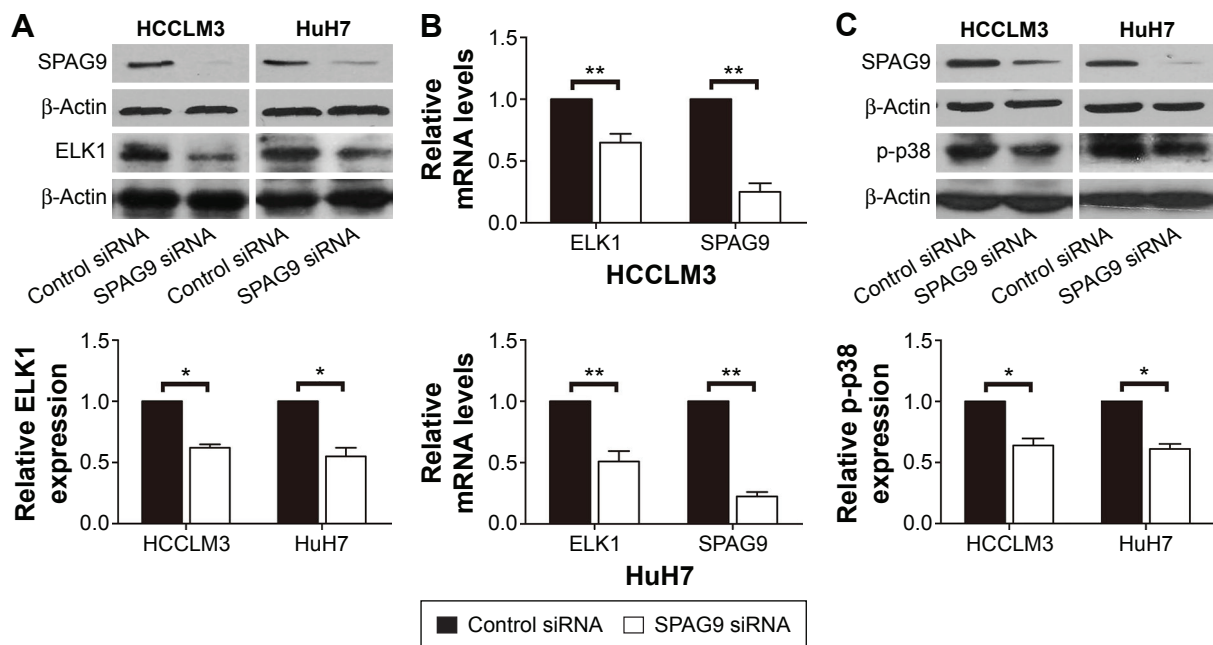 A
HCCLM3 HuH7
SPAG9
β-Actin
ELK1
β-Actin
Control siRNA
SPAG9 siRNA
Control siRNA
SPAG9 siRNA
Relative ELK1
expression
1.5
1.0
0.5
0.0
* *
HCCLM3 HuH7
B
Relative
mRNA levels
1.5
1.0
0.5
0.0
** **
ELK1 SPAG9
HCCLM3
Relative
mRNA levels
1.5
1.0
0.5
0.0
** **
ELK1 SPAG9
HuH7
Control siRNA SPAG9 siRNA
C
HCCLM3 HuH7
SPAG9
β-Actin
p-p38
β-Actin
Control siRNA
SPAG9 siRNA
Control siRNA
SPAG9 siRNA
Relative p-p38
expression
1.5
1.0
0.5
0.0
* *
HCCLM3 HuH7